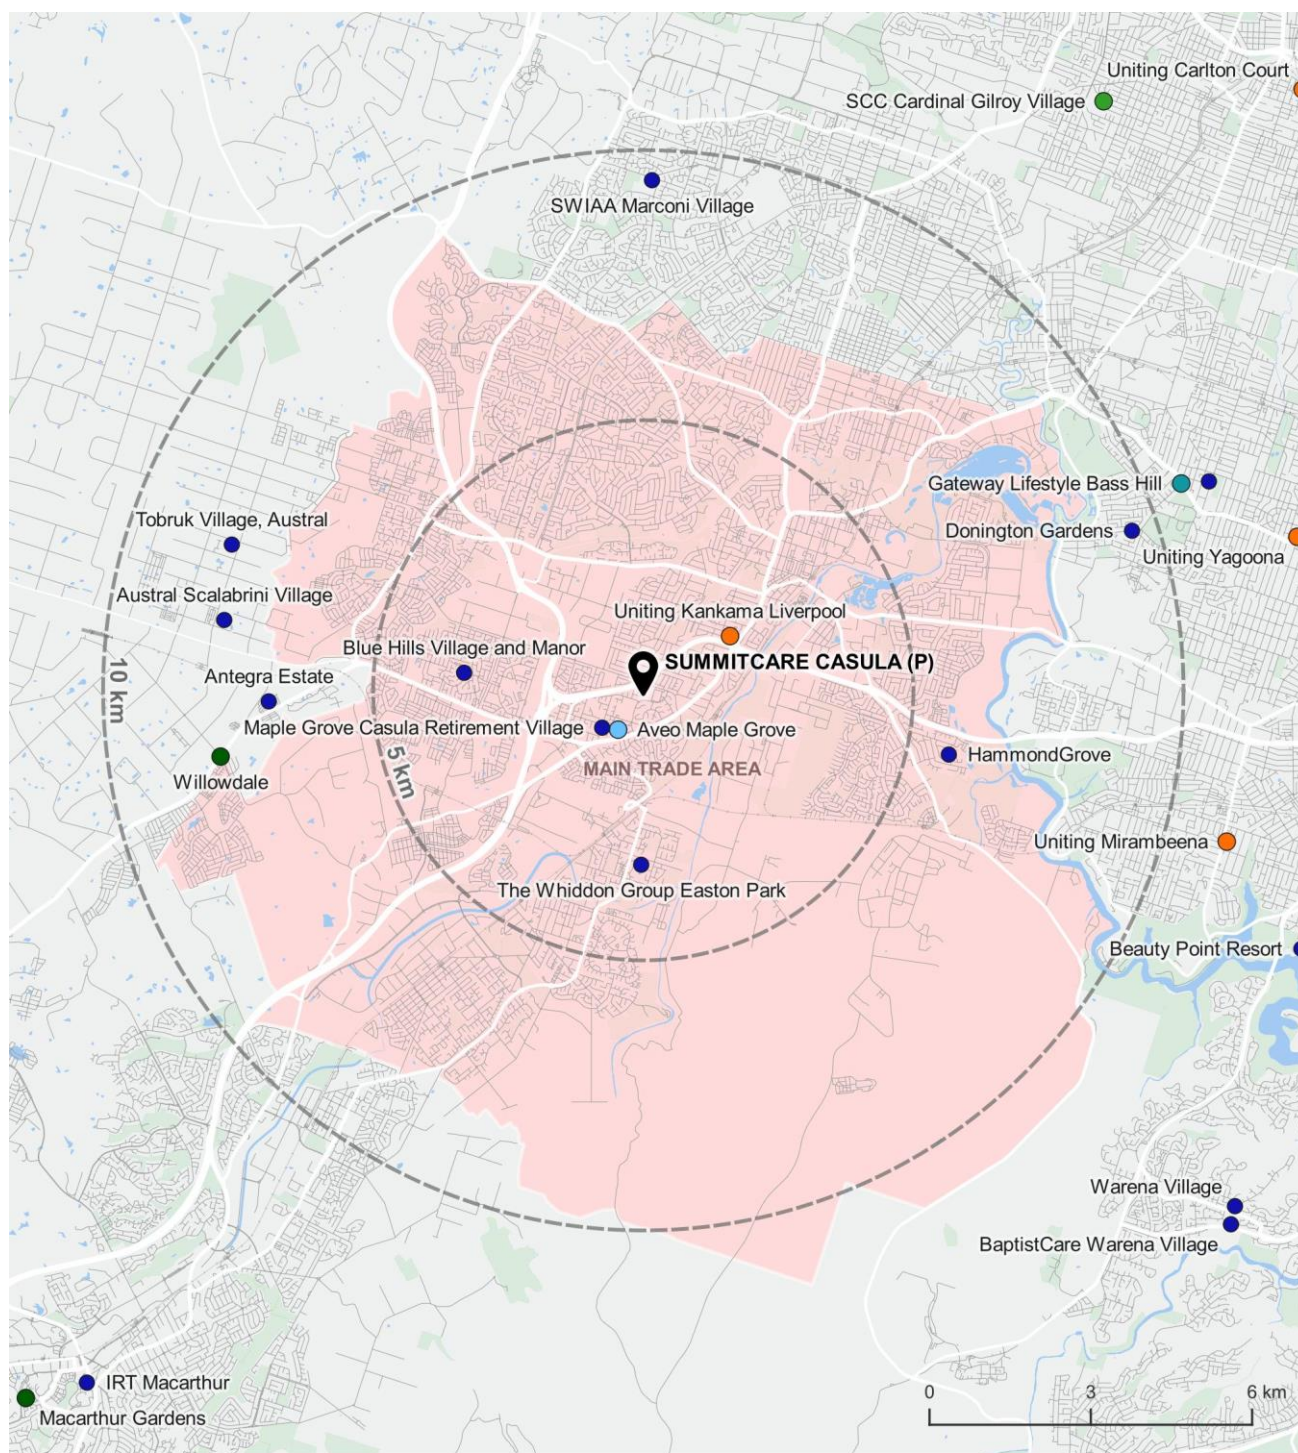 Uniting Carlton Court
SCC Cardinal Gilroy Village
SWIAA Marconi Village
Gateway Lifestyle Bass Hill
Tobruk Village, Austral
Donington Gardens
Uniting Yagoona
Austral Scalabrini Village
Uniting Kankama Liverpool
Blue Hills Village and Manor
SUMMITCARE CASULA (P)
Antegra Estate
10 km
Maple Grove Casula Retirement Village
Aveo Maple Grove
HammondGrove
5 km
MAIN TRADE AREA
Willowdale
Uniting Mirambeena
The Whiddon Group Easton Park
Beauty Point Resort
Warena Village
BaptistCare Warena Village
IRT Macarthur
Macarthur Gardens
0 3 6 km